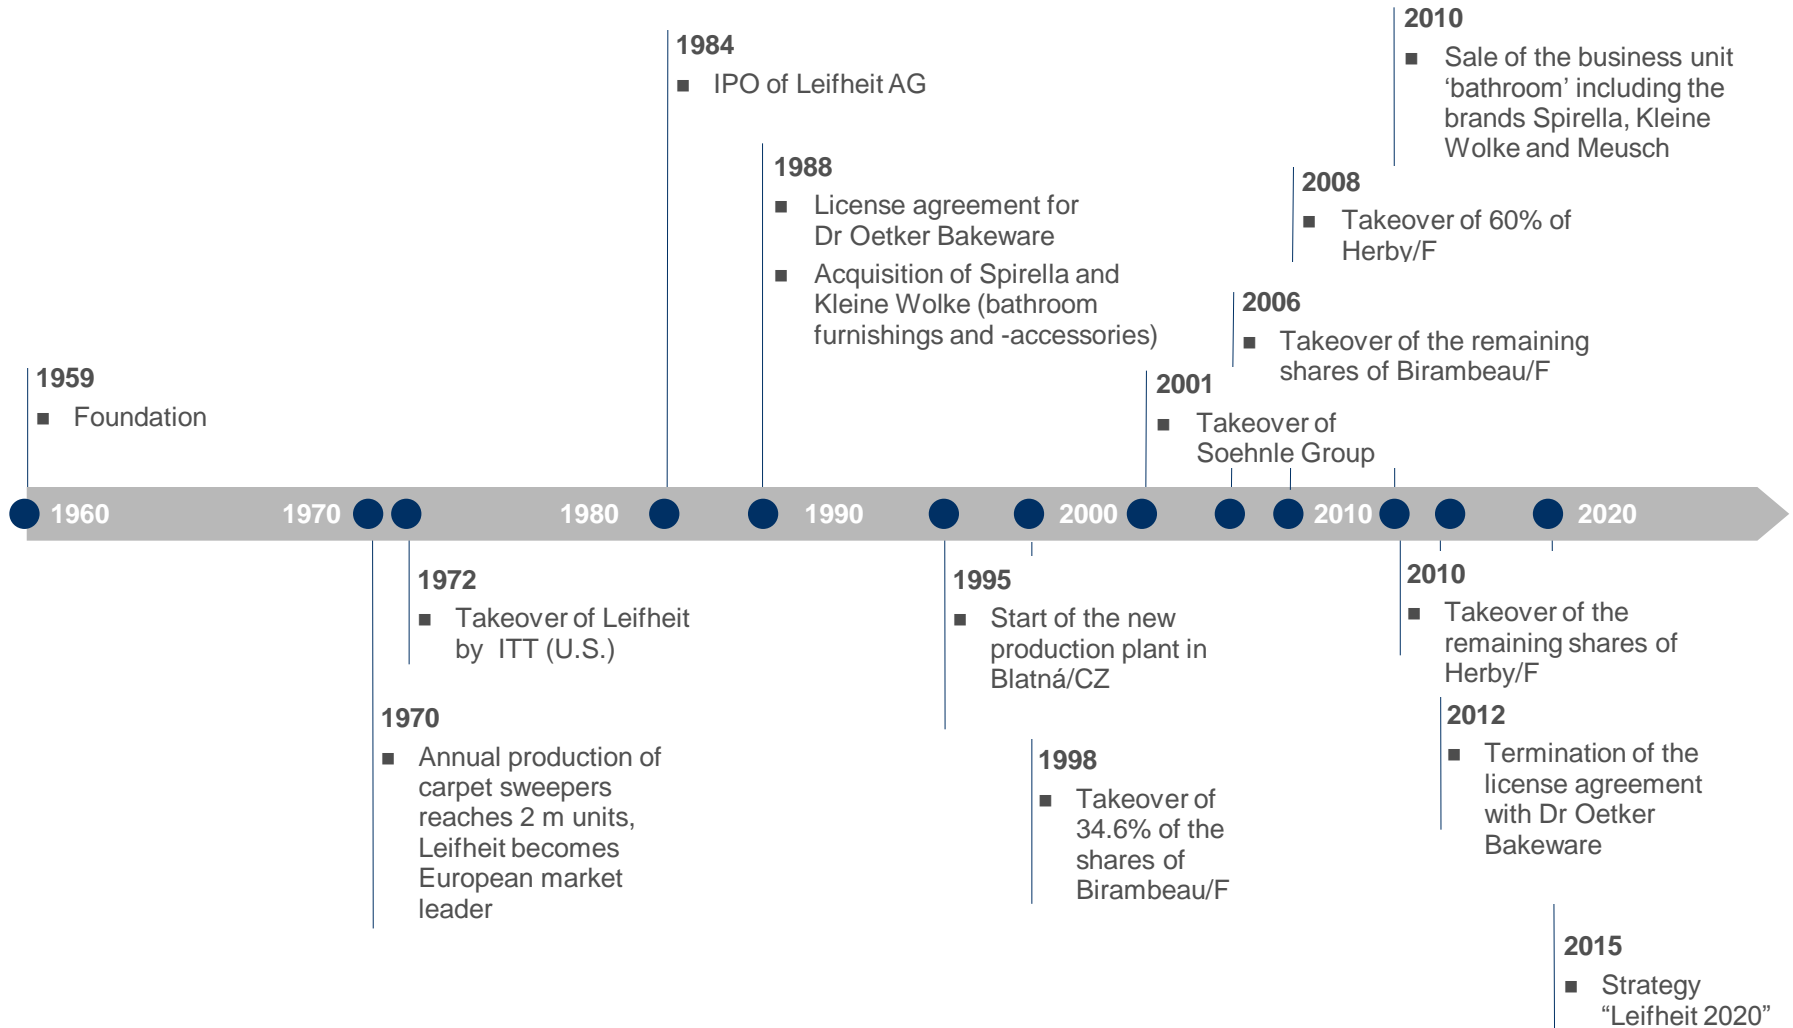 2010
■ Sale of the business unit
‘bathroom’ including the
brands Spirella, Kleine
Wolke and Meusch
1984
■ IPO of Leifheit AG
1988
■ License agreement for
Dr Oetker Bakeware
■ Acquisition of Spirella and
Kleine Wolke (bathroom
furnishings and -accessories)
2008
■ Takeover of 60% of
Herby/F
2006
■ Takeover of the remaining
shares of Birambeau/F
1959
■ Foundation
2001
■ Takeover of
Soehnle Group
1960 1970 1980 1990 2000 2010 2020
1972
■ Takeover of Leifheit
by ITT (U.S.)
1970
■ Annual production of
carpet sweepers
reaches 2 m units,
Leifheit becomes
European market
leader
1995
■ Start of the new
production plant in
Blatná/CZ
1998
■ Takeover of
34.6% of the
shares of
Birambeau/F
2010
■ Takeover of the
remaining shares of
Herby/F
2012
■ Termination of the
license agreement
with Dr Oetker
Bakeware
2015
■ Strategy
“Leifheit 2020”